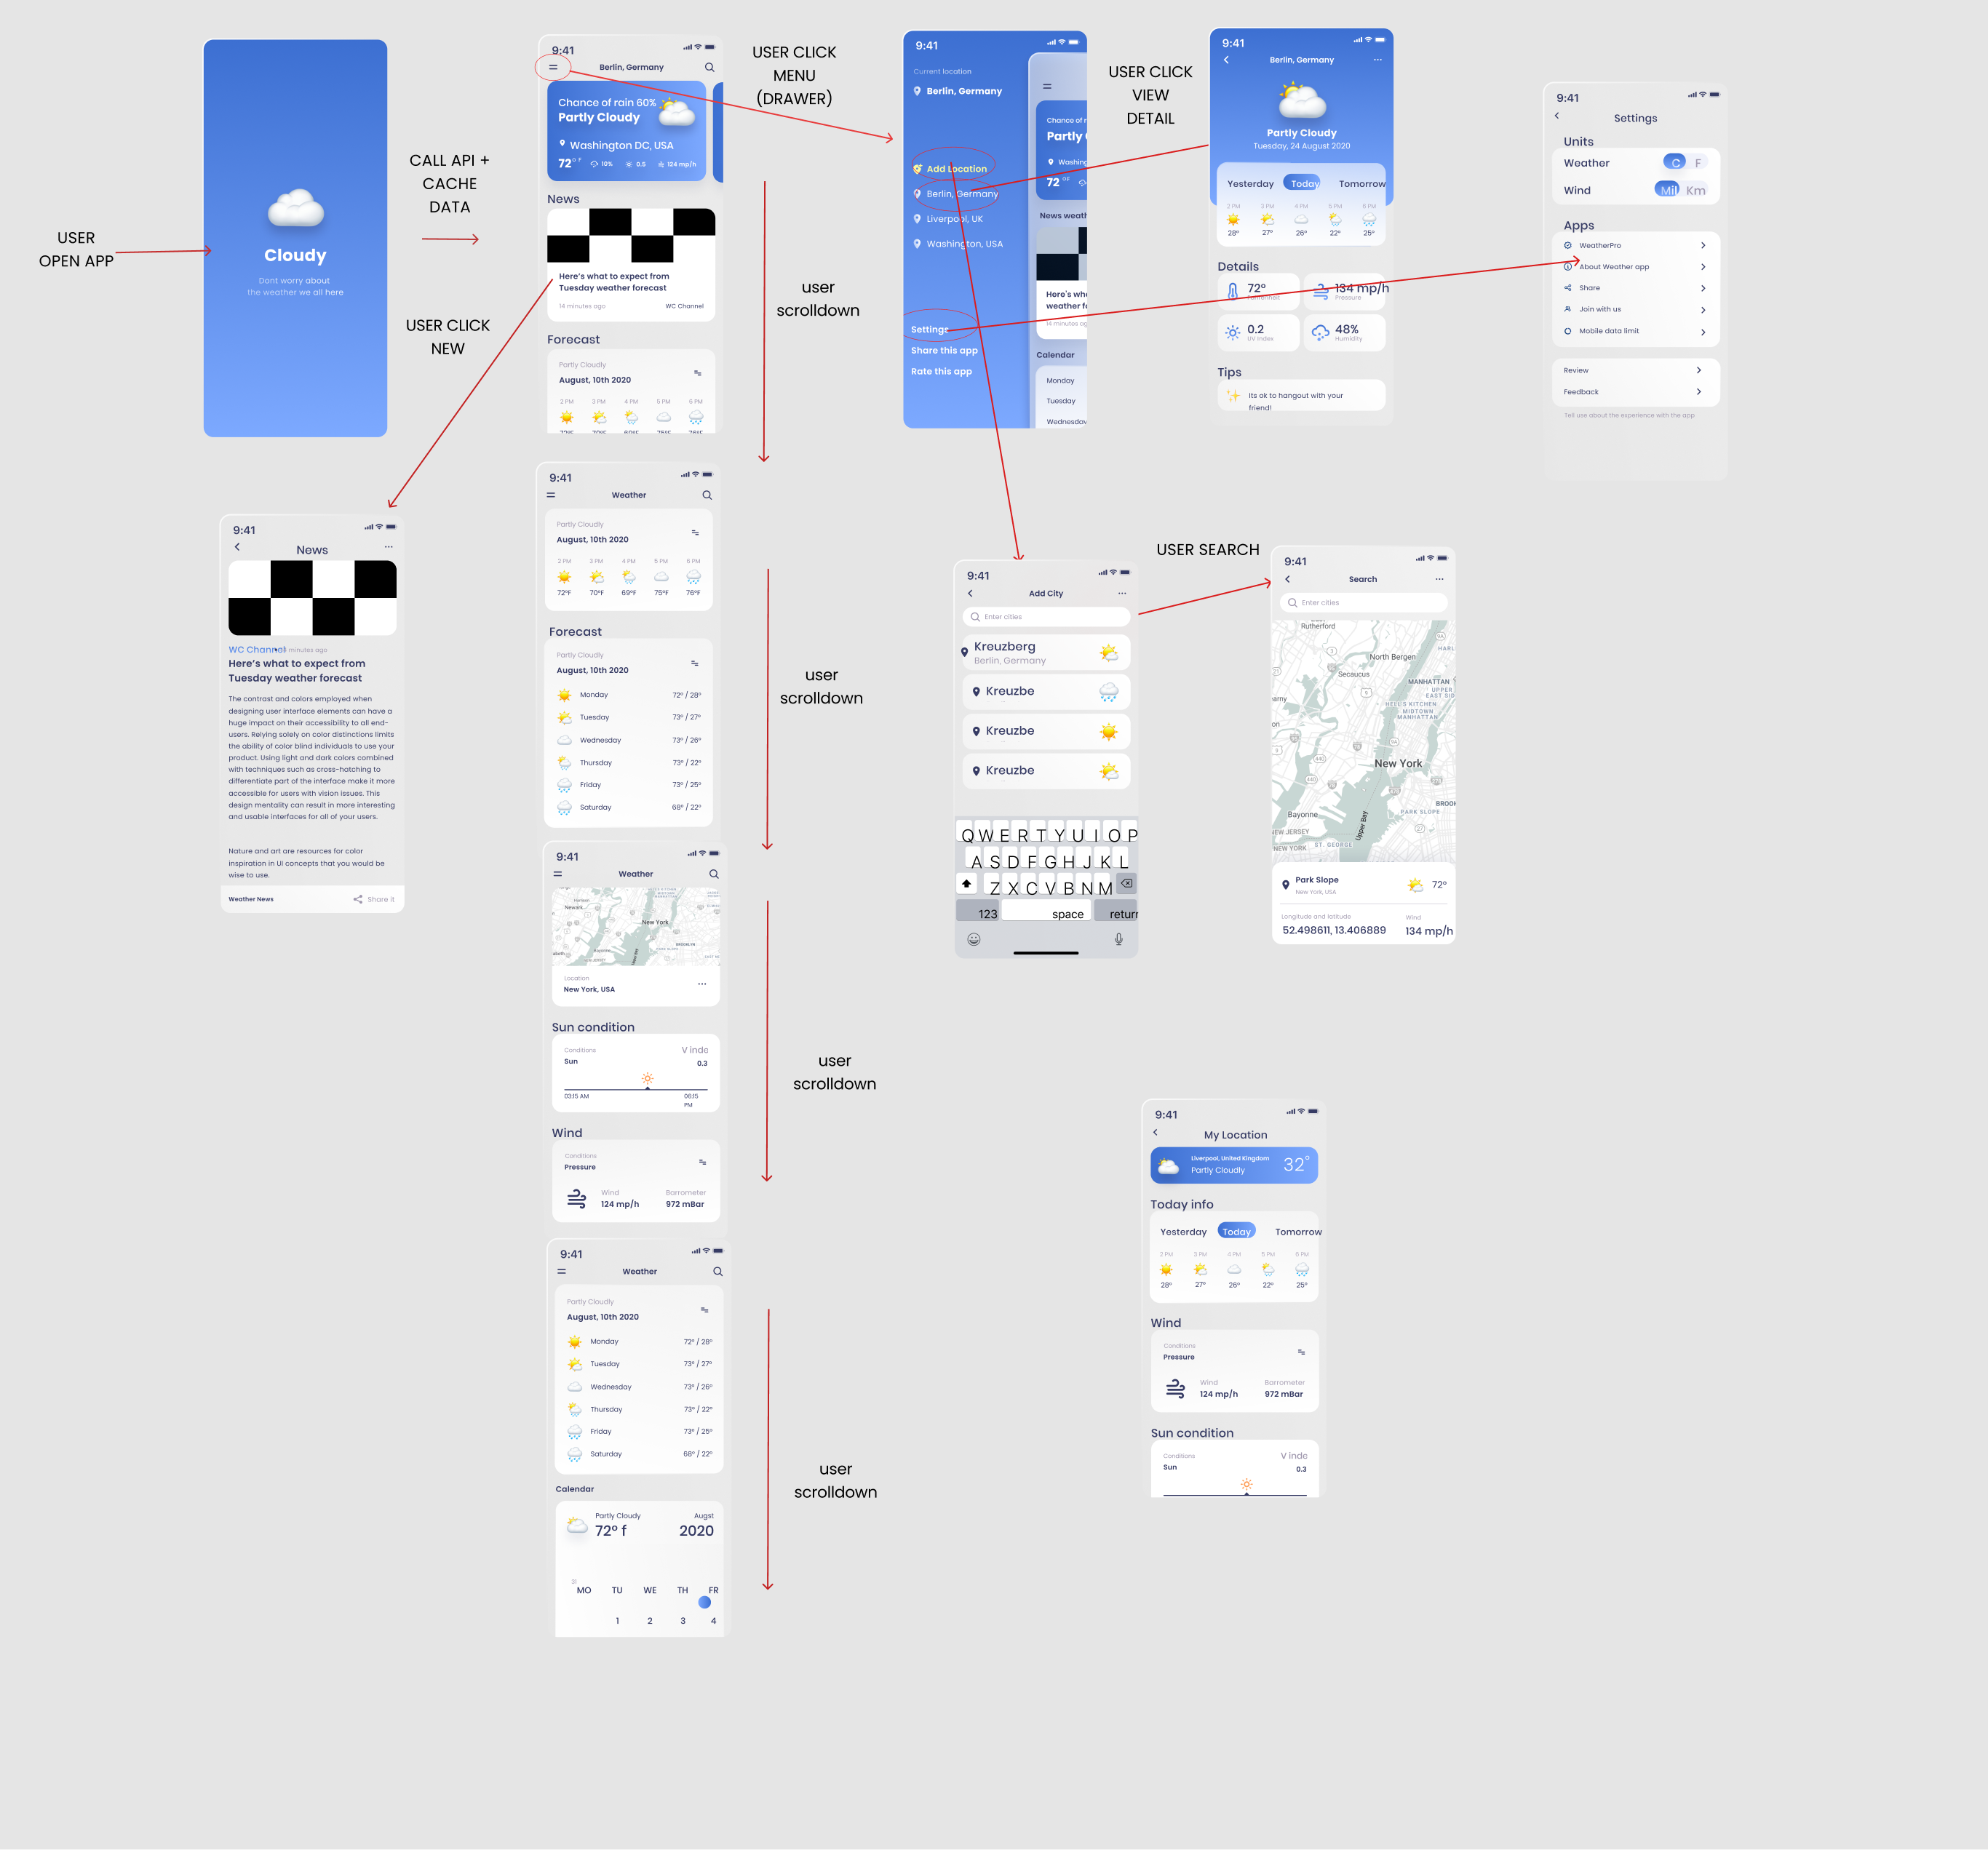 USER
OPEN APP
Cloudy
Dont worry about
the weather we all here
CALL API +
CACHE
DATA
USER CLICK
NEW
9:41
Berlin, Germany
Chance of rain 60%
Partly Cloudy
Washington DC, USA
72° F 10% 0.5 124 mp/h
News
Here's what to expect from
Tuesday weather forecast
14 minutes ago WC Channel
Forecast
Partly Cloudly
August, 10th 2020
2 PM 3 PM 4 PM 5 PM 6 PM
72°F 70°F 69°F 75°F 76°F
USER CLICK
MENU
(DRAWER)
user
scrolldown
9:41
Current location
Berlin, Germany
Add Location
Berlin, Germany
Liverpool, UK
Washington, USA
Settings
Share this app
Rate this app
Chance of r
Partly
Washing
72 °F
News weath
Here's wha
weather fo
14 minutes ag
Calendar
Monday
Tuesday
Wednesday
USER CLICK
VIEW
DETAIL
9:41
Berlin, Germany
Partly Cloudy
Tuesday, 24 August 2020
Yesterday Today Tomorrow
2 PM 3 PM 4 PM 5 PM 6 PM
28° 27° 26° 22° 25°
Details
72°
Fahrenheit
134 mp/h
Pressure
0.2
UV index
48%
Humidity
Tips
Its ok to hangout with your
friend!
9:41
Settings
Units
Weather C F
Wind Mil Km
Apps
WeatherPro
About Weather app
Share
Join with us
Mobile data limit
Review
Feedback
Tell use about the experience with the app
9:41
News
WC Channel minutes ago
Here's what to expect from
Tuesday weather forecast
The contrast and colors employed when
designing user interface elements can have a
huge impact on their accessibility to all end-
users. Relying solely on color distinctions limits
the ability of color blind individuals to use your
product. Using light and dark colors combined
with techniques such as cross-hatching to
differentiate part of the interface make it more
accessible for users with vision issues. This
design mentality can result in more interesting
and usable interfaces for all of your users.
Nature and art are resources for color
inspiration in UI concepts that you would be
wise to use.
Weather News Share it
9:41
Weather
Partly Cloudly
August, 10th 2020
2 PM 3 PM 4 PM 5 PM 6 PM
72°F 70°F 69°F 75°F 76°F
Forecast
Partly Cloudly
August, 10th 2020
Monday 72° / 28°
Tuesday 73° / 27°
Wednesday 73° / 26°
Thursday 73° / 22°
Friday 73° / 25°
Saturday 68° / 22°
user
scrolldown
9:41
Add City
Enter cities
Kreuzberg
Berlin, Germany
Kreuzbe
Kreuzbe
Kreuzbe
Q W E R T Y U I O P
A S D F G H J K L
Z X C V B N M
123 space return
USER SEARCH
9:41
Search
Enter cities
Rutherford
North Bergen
Secaucus
MANHATTAN
UPPER
EAST SID
HELL'S KITCHEN
MIDTOWN
MANHATTAN
New York
BROOK
PARK SLOPE
Bayonne
Upper Bay
NEW JERSEY
NEW YORK
ST. GEORGE
Park Slope
New York, USA
72°
Longitude and latitude Wind
52.498611, 13.406889 134 mp/h
9:41
Weather
Newark
New York
BROOKLYN
Bayonne
Location
New York, USA
Sun condition
Conditions V inde
Sun 0.3
03:15 AM 06:15
PM
Wind
Conditions
Pressure
Wind Barrometer
124 mp/h 972 mBar
user
scrolldown
9:41
Weather
Partly Cloudly
August, 10th 2020
Monday 72° / 28°
Tuesday 73° / 27°
Wednesday 73° / 26°
Thursday 73° / 22°
Friday 73° / 25°
Saturday 68° / 22°
Calendar
Partly Cloudy Augst
72° f 2020
31
MO TU WE TH FR
1 2 3 4
user
scrolldown
9:41
My Location
Liverpool, United Kingdom
Partly Cloudly
32°
Today info
Yesterday Today Tomorrow
2 PM 3 PM 4 PM 5 PM 6 PM
28° 27° 26° 22° 25°
Wind
Conditions
Pressure
Wind Barrometer
124 mp/h 972 mBar
Sun condition
Conditions V inde
Sun 0.3